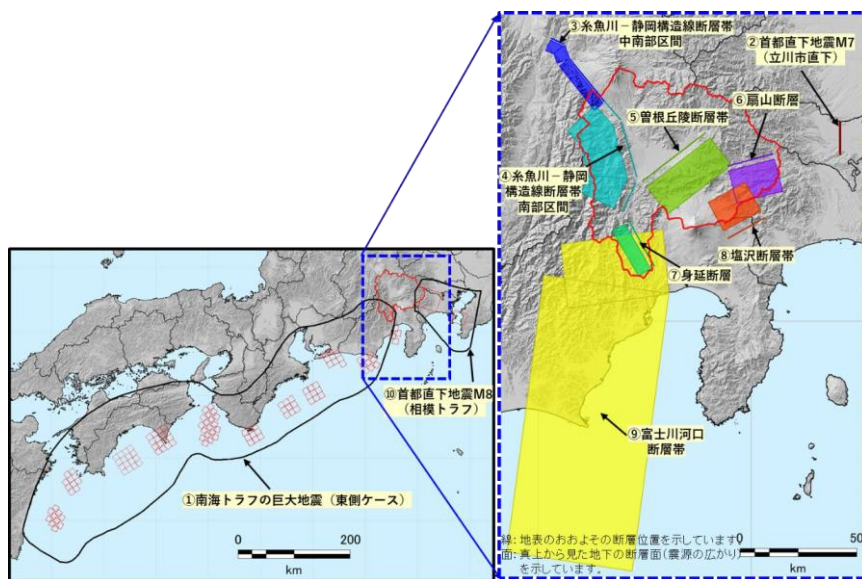 ③糸魚川－静岡構造線断層帯
中南部区間
②首都直下地震M7
(立川市直下)
⑥扇山断層
⑤曽根丘陵断層帯
④糸魚川－静岡
構造線断層帯
南部区間
⑧塩沢断層帯
⑦身延断層
⑩首都直下地震M8
(相模トラフ)
⑨富士川河口
断層帯
①南海トラフの巨大地震（東側ケース）
線：地表のおおよその断層位置を示しています
面：真上から見た地下の断層面(震源の広がり)
を示しています。
0 200
km
0 50
km